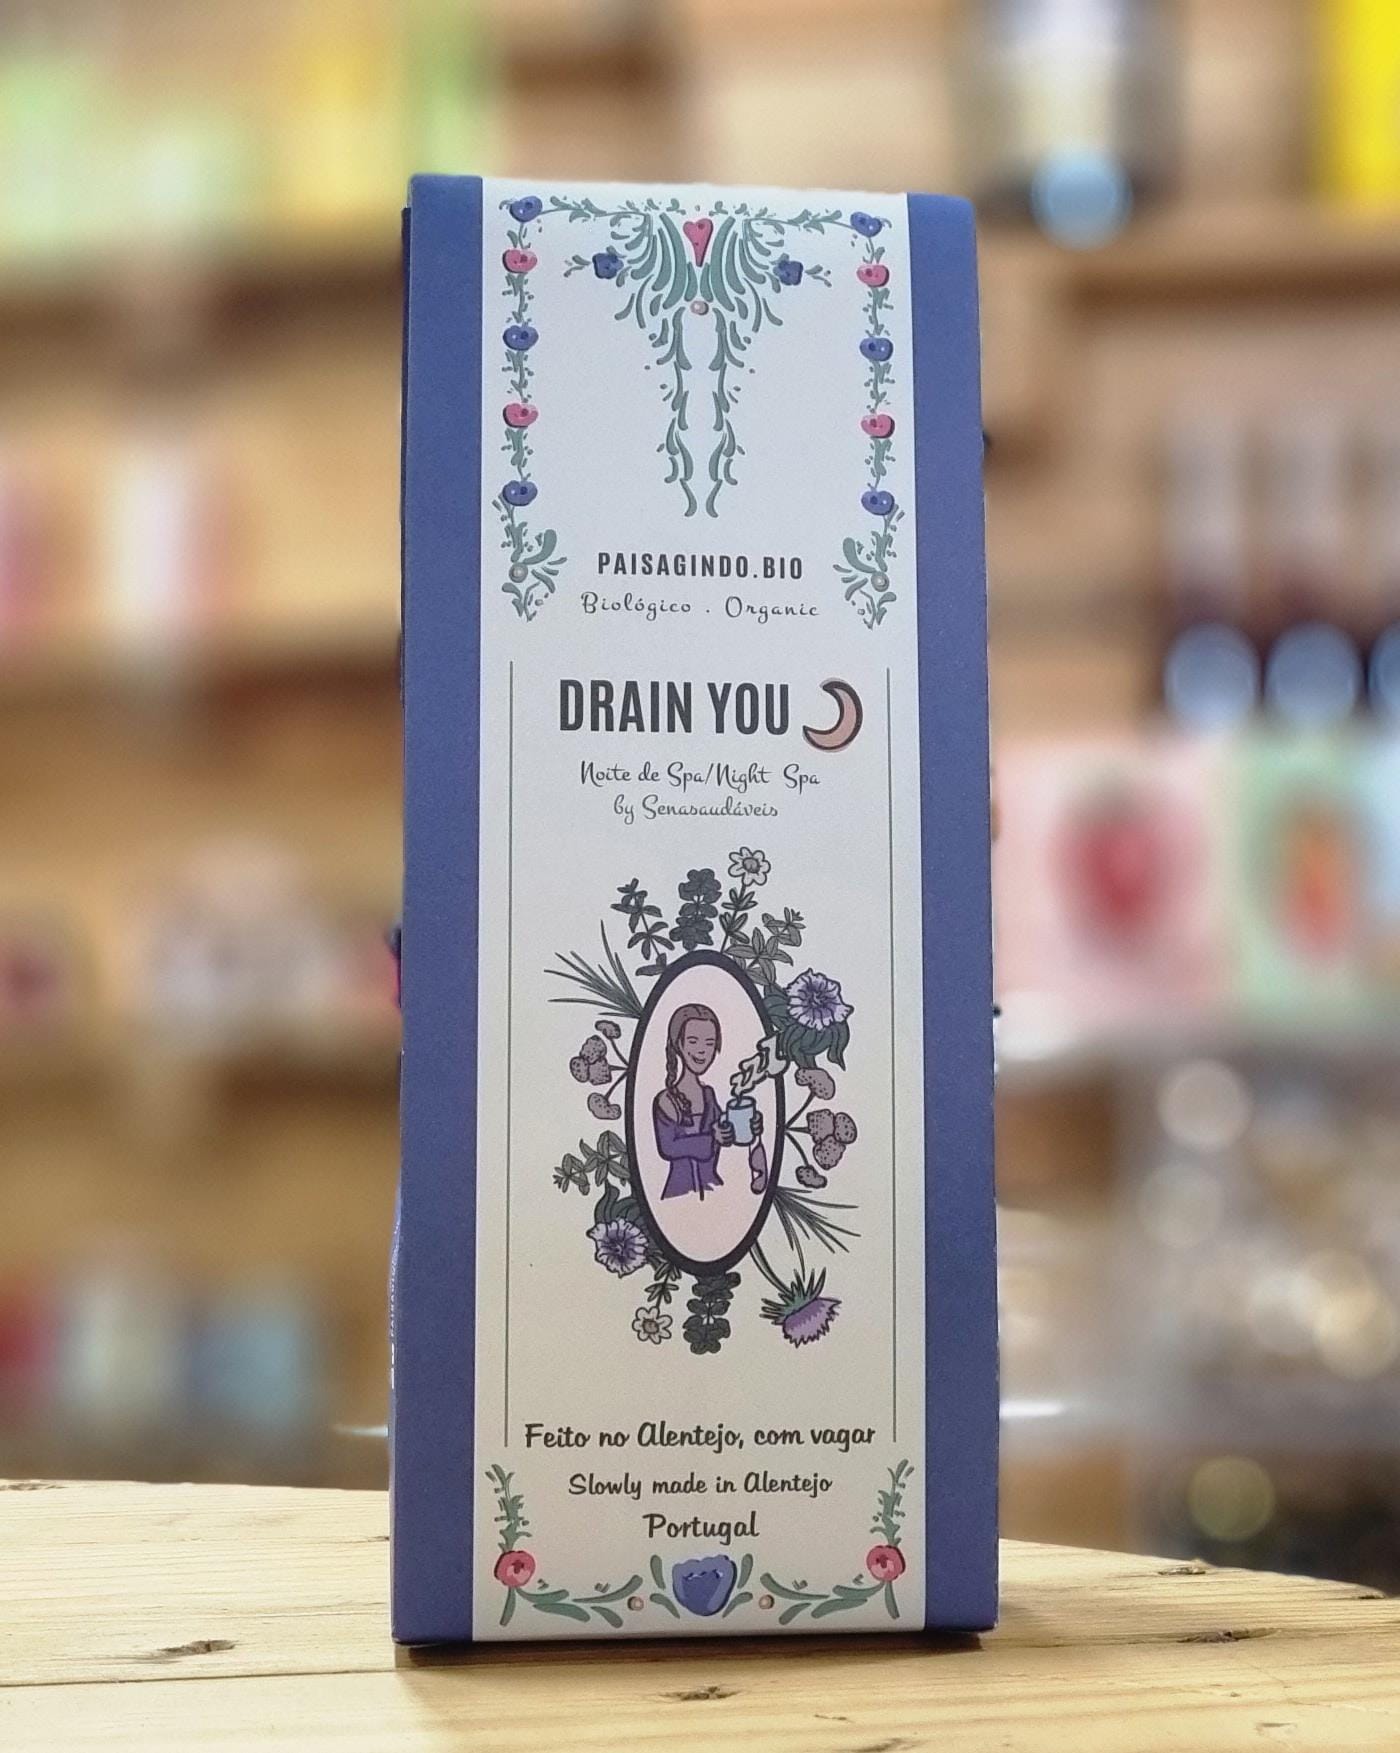 PAISAGINDO.BIO
Biológico . Organic
DRAIN YOU
Noite de Spa/Night Spa
by Senasaudáveis
Feito no Alentejo, com vagar
Slowly made in Alentejo
Portugal